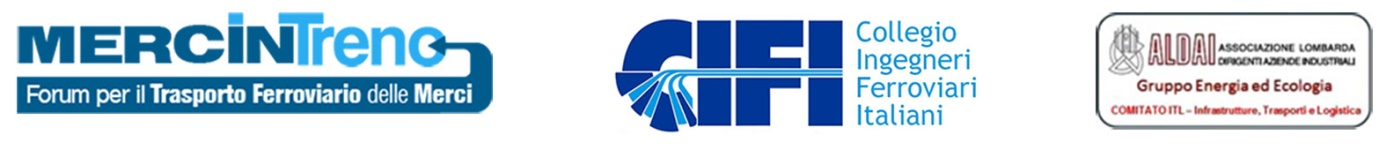 MERCINTreno
Forum per il Trasporto Ferroviario delle Merci
CIFI
Collegio
Ingegneri
Ferroviari
Italiani
ALDAI ASSOCIAZIONE LOMBARDA
DIRIGENTI AZIENDE INDUSTRIALI
Gruppo Energia ed Ecologia
COMITATO ITL – Infrastrutture, Trasporti e Logistica